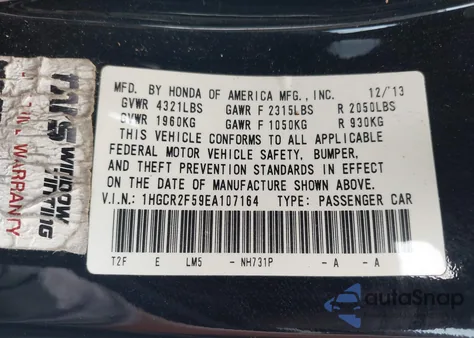 MFD. BY HONDA OF AMERICA MFG., INC. 12/13
GVWR 4321LBS GAWR F 2315LBS R 2050LBS
GVWR 1960KG GAWR F 1050KG R 930KG
THIS VEHICLE CONFORMS TO ALL APPLICABLE
FEDERAL MOTOR VEHICLE SAFETY, BUMPER,
AND THEFT PREVENTION STANDARDS IN EFFECT
ON THE DATE OF MANUFACTURE SHOWN ABOVE.
V.I.N.: 1HGCR2F59EA107164 TYPE: PASSENGER CAR
T2F E LM5 - NH731P - A - A
WINDOW
TINTING
WARRANTY
autoSnap